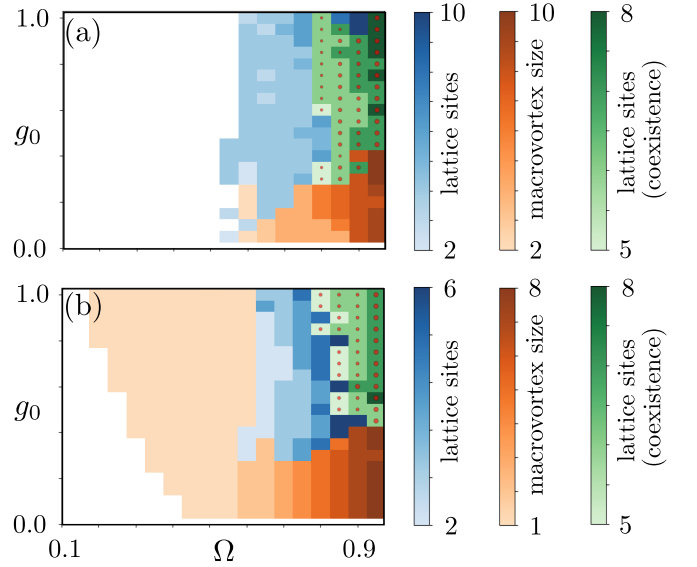 1.0
(a)
g₀
0.0
10
lattice sites
2
10
macrovortex size
2
8
lattice sites
(coexistence)
5
1.0
(b)
g₀
0.0
0.1
Ω
0.9
6
lattice sites
2
8
macrovortex size
1
8
lattice sites
(coexistence)
5